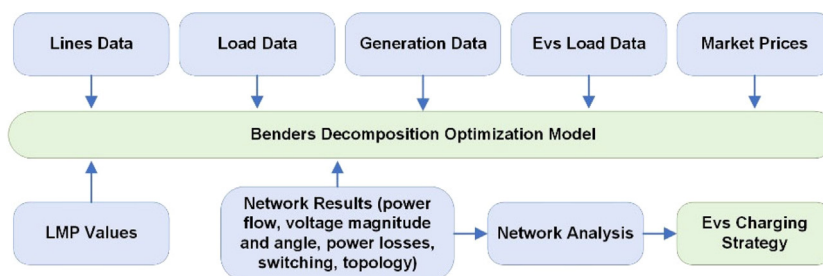 Lines Data
Load Data
Generation Data
Evs Load Data
Market Prices
Benders Decomposition Optimization Model
LMP Values
Network Results (power
flow, voltage magnitude
and angle, power losses,
switching, topology)
Network Analysis
Evs Charging
Strategy